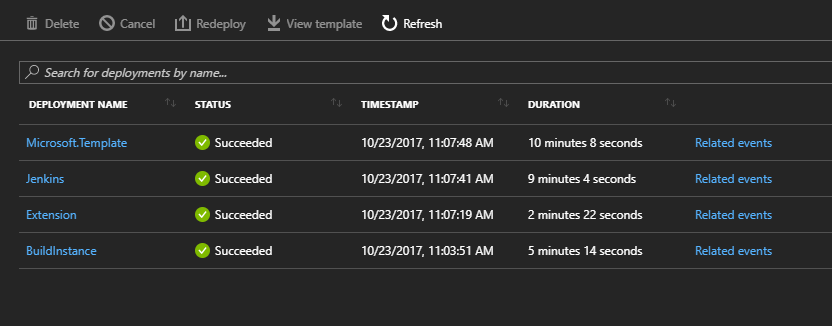 Delete Cancel Redeploy View template Refresh
Search for deployments by name...
DEPLOYMENT NAME STATUS TIMESTAMP DURATION
Microsoft.Template Succeeded 10/23/2017, 11:07:48 AM 10 minutes 8 seconds Related events
Jenkins Succeeded 10/23/2017, 11:07:41 AM 9 minutes 4 seconds Related events
Extension Succeeded 10/23/2017, 11:07:19 AM 2 minutes 22 seconds Related events
BuildInstance Succeeded 10/23/2017, 11:03:51 AM 5 minutes 14 seconds Related events